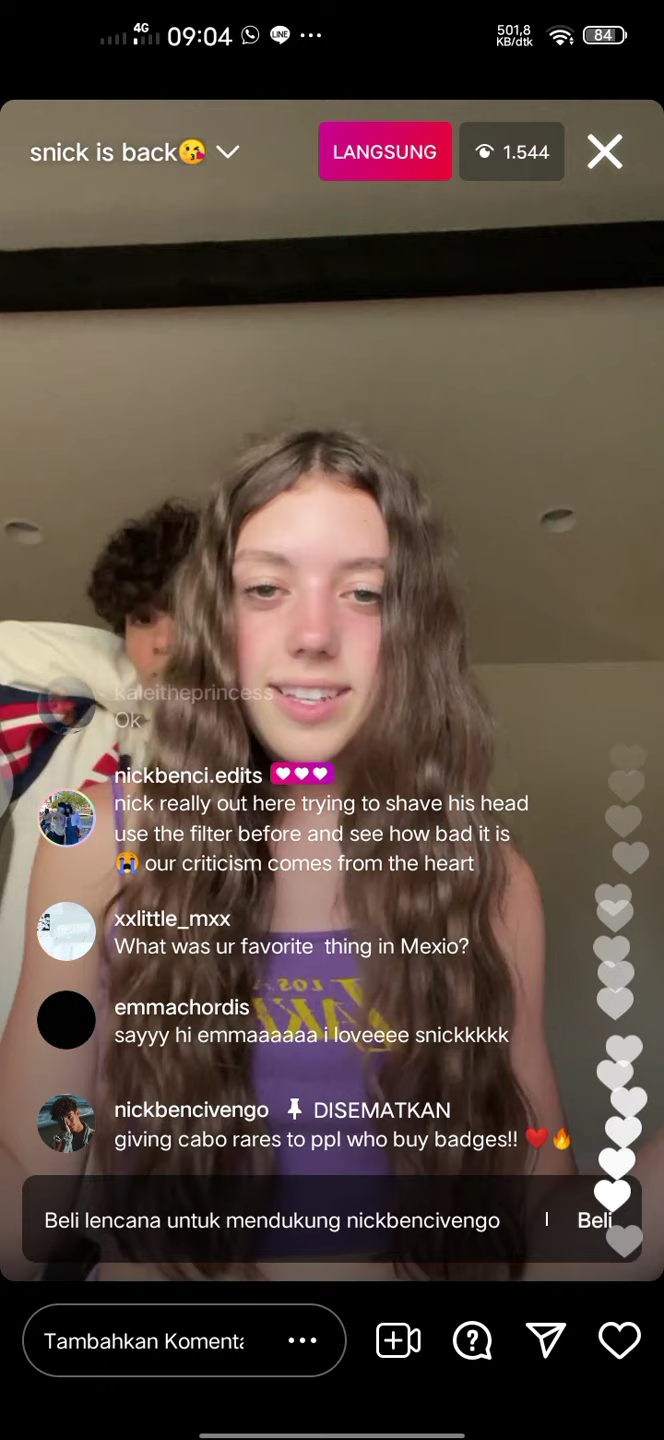 4G
09:04
LINE
501,8
KB/dtk
84
snick is back😘
LANGSUNG
1.544
kaleitheprincess
Ok
nickbenci.edits
nick really out here trying to shave his head
use the filter before and see how bad it is
😭 our criticism comes from the heart
xxlittle_mxx
What was ur favorite thing in Mexio?
emmachordis
sayyy hi emmaaaaaa i loveeee snickkkkk
nickbencivengo DISEMATKAN
giving cabo rares to ppl who buy badges!! ❤️🔥
Beli lencana untuk mendukung nickbencivengo | Beli
Tambahkan Komenta